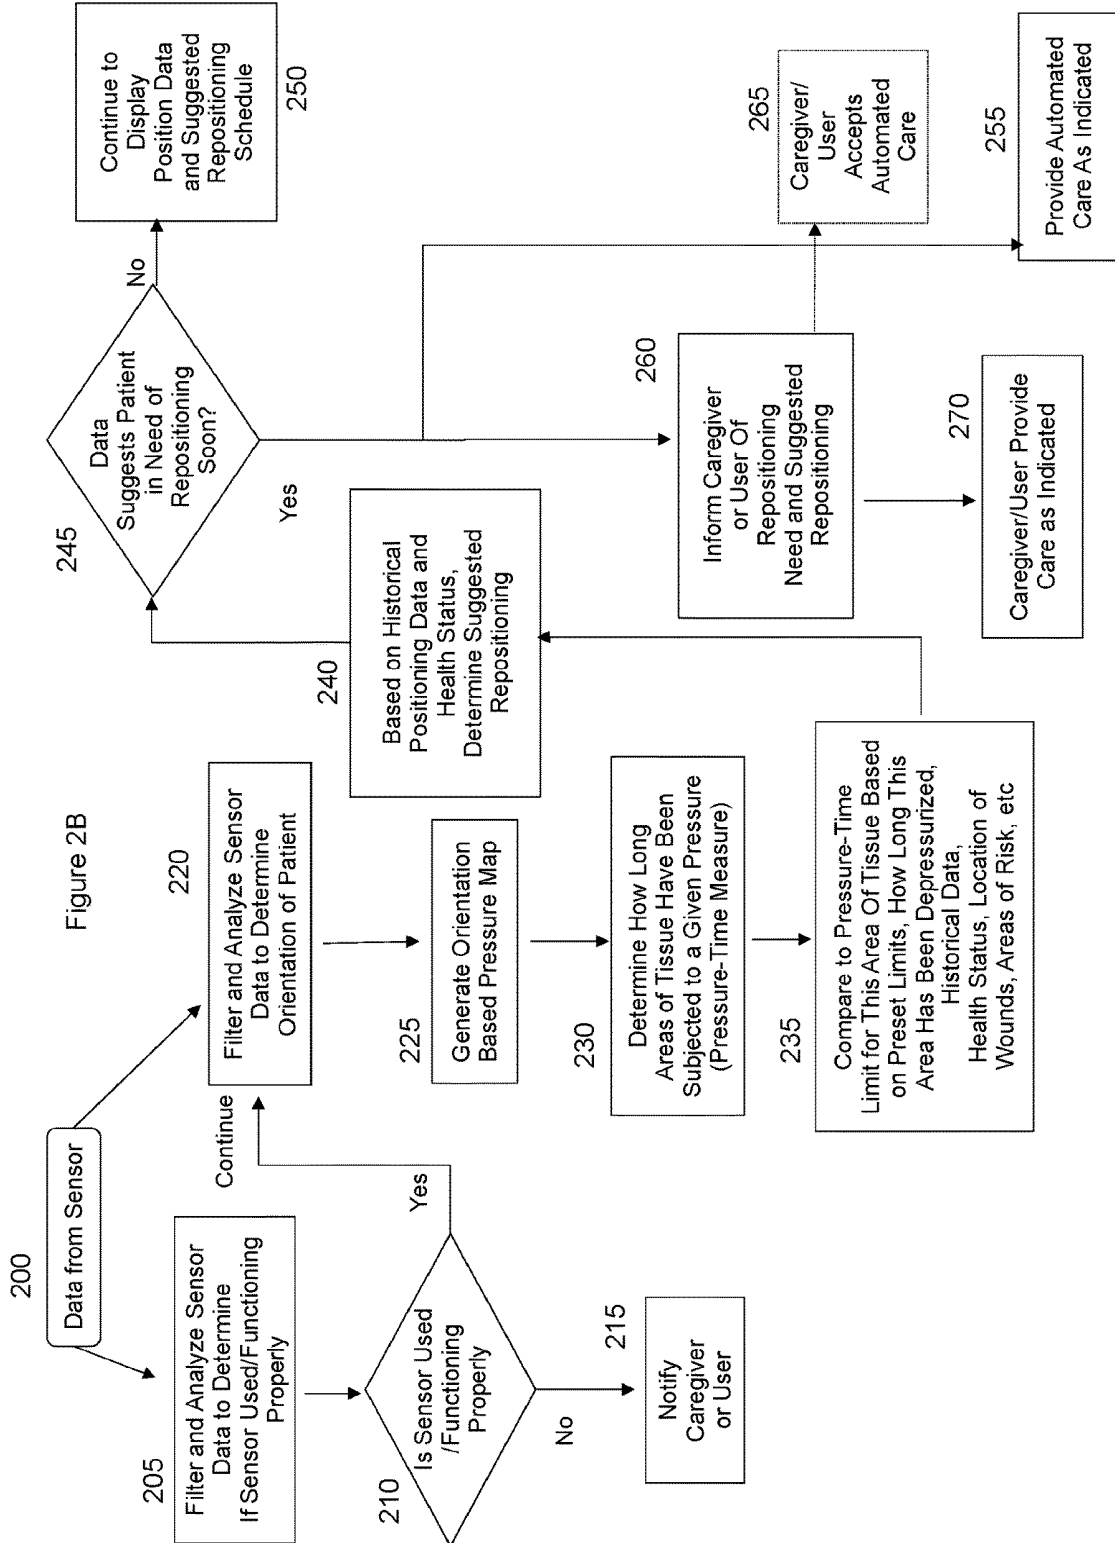 Figure 2B
200
Data from Sensor
205
Filter and Analyze Sensor
Data to Determine
If Sensor Used/Functioning
Properly
210
Is Sensor Used
/Functioning
Properly
Yes
Continue
No
215
Notify
Caregiver
or User
220
Filter and Analyze Sensor
Data to Determine
Orientation of Patient
225
Generate Orientation
Based Pressure Map
230
Determine How Long
Areas of Tissue Have Been
Subjected to a Given Pressure
(Pressure-Time Measure)
235
Compare to Pressure-Time
Limit for This Area Of Tissue Based
on Preset Limits, How Long This
Area Has Been Depressurized,
Historical Data,
Health Status, Location of
Wounds, Areas of Risk, etc
240
Based on Historical
Positioning Data and
Health Status,
Determine Suggested
Repositioning
245
Data
Suggests Patient
in Need of
Repositioning
Soon?
No
Yes
250
Continue to
Display
Position Data
and Suggested
Repositioning
Schedule
260
Inform Caregiver
or User Of
Repositioning
Need and Suggested
Repositioning
265
Caregiver/
User
Accepts
Automated
Care
255
Provide Automated
Care As Indicated
270
Caregiver/User Provide
Care as Indicated